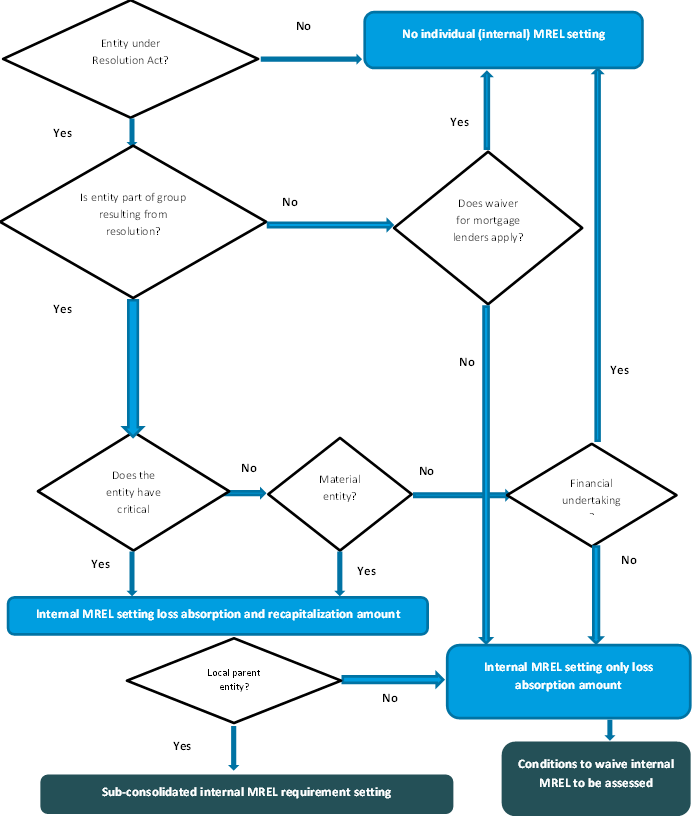 No
No individual (internal) MREL setting
Entity under
Resolution Act?
Yes
Yes
Is entity part of group
resulting from
resolution?
No
Does waiver
for mortgage
lenders apply?
Yes
No
Yes
Does the
entity have
critical
No
Material
entity?
No
Financial
undertaking
Yes
Yes
No
Internal MREL setting loss absorption and recapitalization amount
Local parent
entity?
No
Internal MREL setting only loss
absorption amount
Yes
Sub-consolidated internal MREL requirement setting
Conditions to waive internal
MREL to be assessed